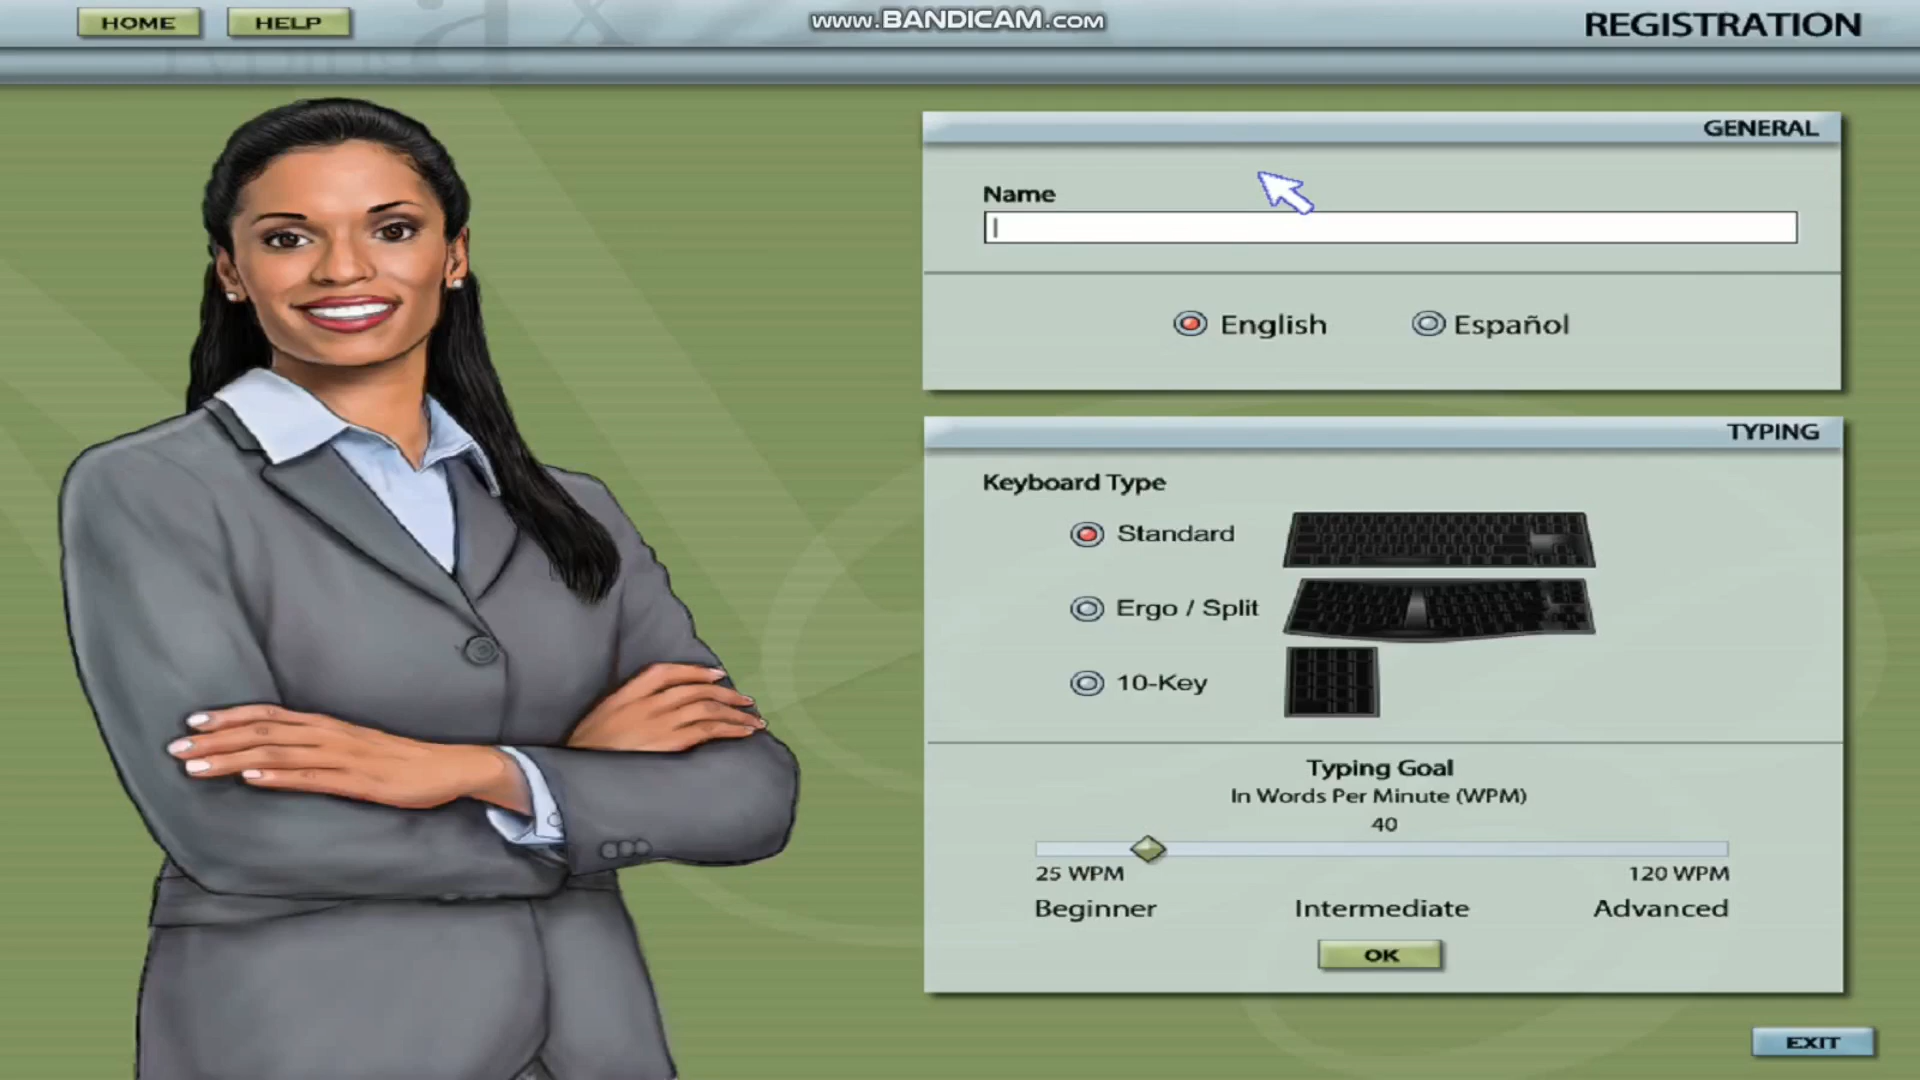 HOME
HELP
www.BANDICAM.com
REGISTRATION
GENERAL
Name
English
Español
TYPING
Keyboard Type
Standard
Ergo / Split
10-Key
Typing Goal
In Words Per Minute (WPM)
40
25 WPM
120 WPM
Beginner
Intermediate
Advanced
OK
EXIT